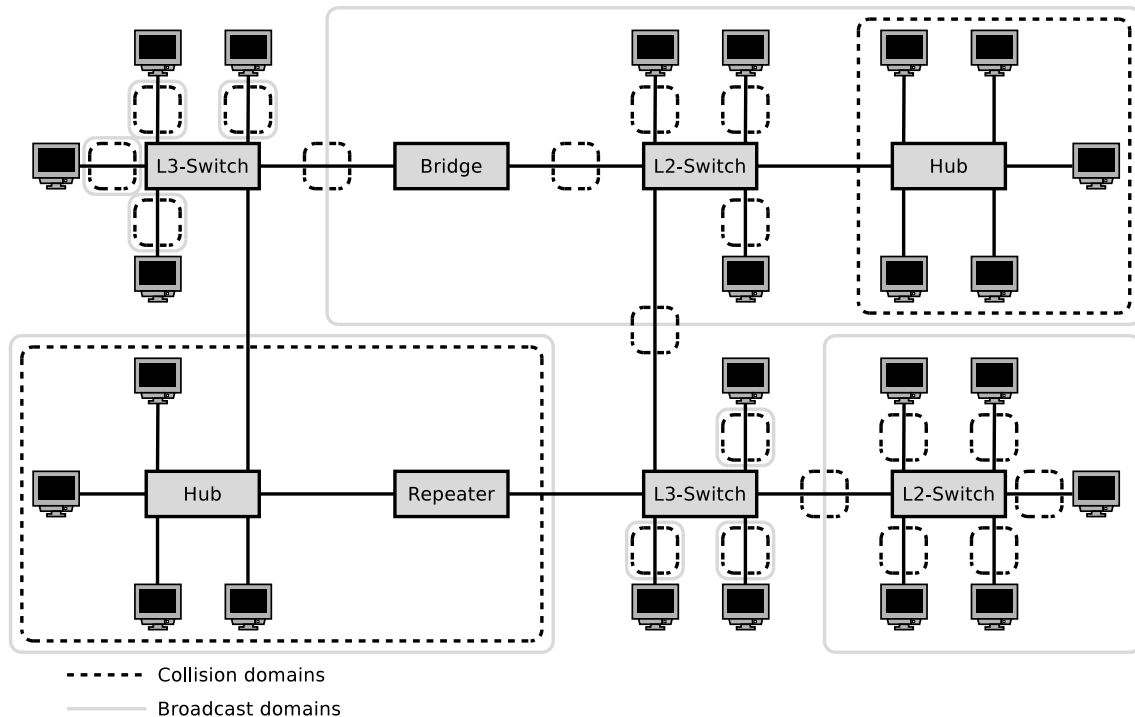 L3-Switch
Bridge
L2-Switch
Hub
Hub
Repeater
L3-Switch
L2-Switch
Collision domains
Broadcast domains